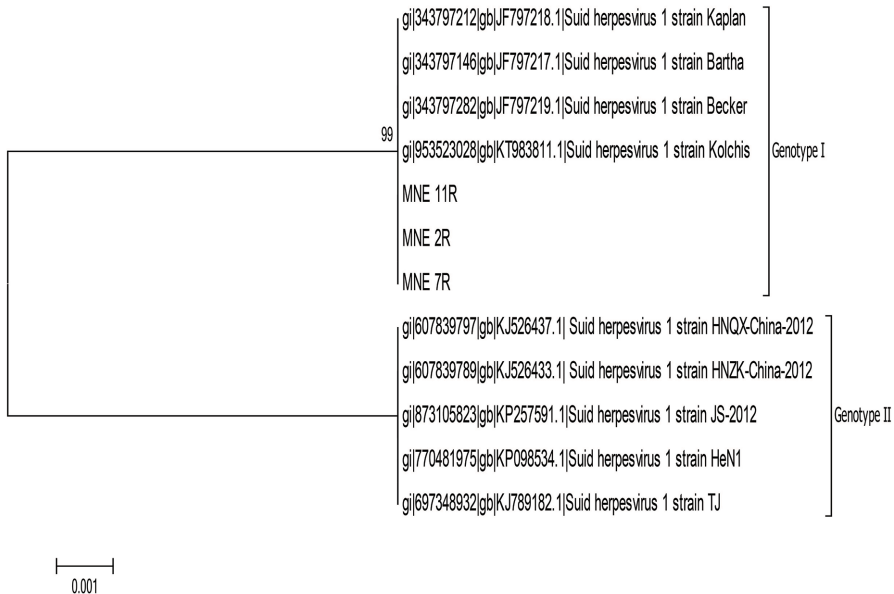 gi|343797212|gb|JF797218.1|Suid herpesvirus 1 strain Kaplan
gi|343797146|gb|JF797217.1|Suid herpesvirus 1 strain Bartha
gi|343797282|gb|JF797219.1|Suid herpesvirus 1 strain Becker
99
gi|953523028|gb|KT983811.1|Suid herpesvirus 1 strain Kolchis
Genotype I
MNE 11R
MNE 2R
MNE 7R
gi|607839797|gb|KJ526437.1| Suid herpesvirus 1 strain HNQX-China-2012
gi|607839789|gb|KJ526433.1| Suid herpesvirus 1 strain HNZK-China-2012
gi|873105823|gb|KP257591.1|Suid herpesvirus 1 strain JS-2012
Genotype II
gi|770481975|gb|KP098534.1|Suid herpesvirus 1 strain HeN1
gi|697348932|gb|KJ789182.1|Suid herpesvirus 1 strain TJ
0.001